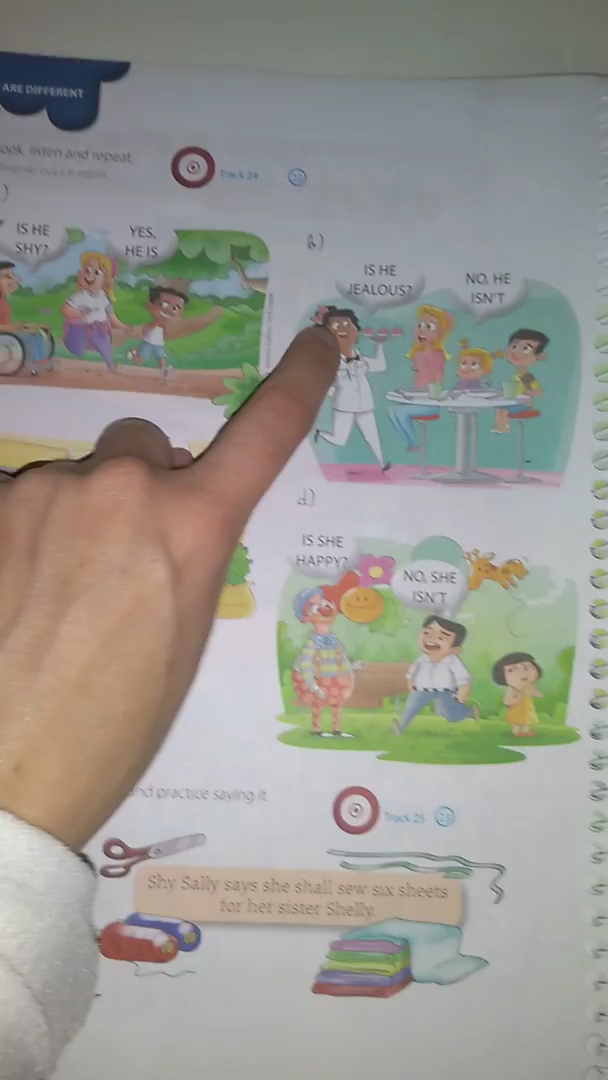 ARE DIFFERENT
ook, listen and repeat.
Track 24
IS HE
SHY?
YES,
HE IS
b)
IS HE
JEALOUS?
NO, HE
ISN'T
d)
IS SHE
HAPPY?
NO, SHE
ISN'T
nd practice saying it.
Track 25
Shy Sally says she shall sew six sheets
for her sister Shelly.